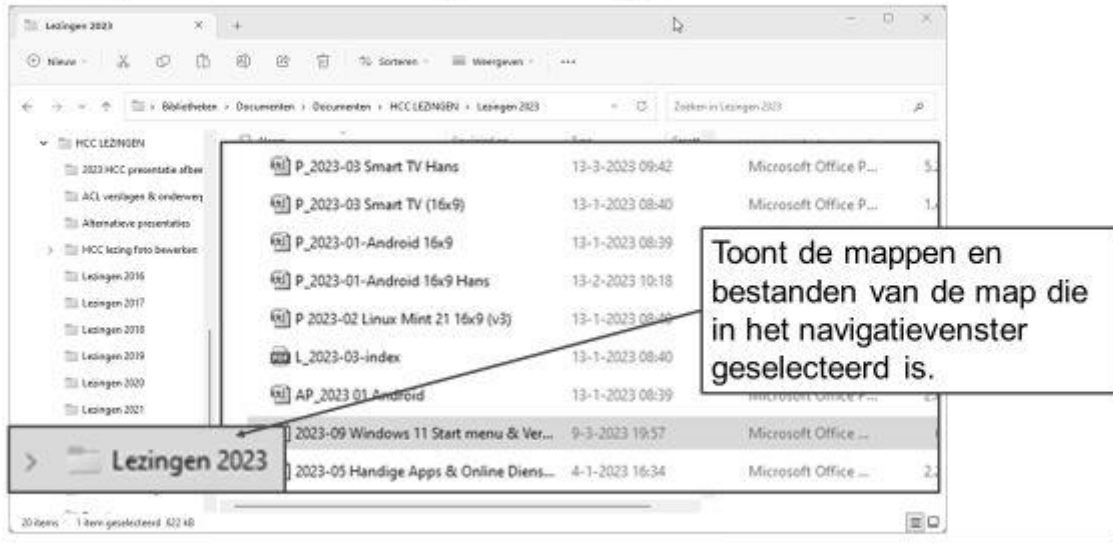 Lezingen 2023
Nieuw
Sorteren
Weergeven
Bibliotheken > Documenten > Documenten > HCC LEZINGEN > Lezingen 2023
Zoeken in Lezingen 2023
HCC LEZINGEN
2023 HCC presentatie afbee
ACL verslagen & onderwer
Alternatieve presentaties
HCC lezing foto bewerken
Lezingen 2016
Lezingen 2017
Lezingen 2018
Lezingen 2019
Lezingen 2020
Lezingen 2021
Lezingen 2023
P_2023-03 Smart TV Hans 13-3-2023 09:42 Microsoft Office P...
P_2023-03 Smart TV (16x9) 13-1-2023 08:40 Microsoft Office P...
P_2023-01-Android 16x9 13-1-2023 08:39
P_2023-01-Android 16x9 Hans 13-2-2023 10:18
P 2023-02 Linux Mint 21 16x9 (v3) 13-1-2023
L_2023-03-index 13-1-2023 08:40
AP_2023 01 Android 13-1-2023 08:39
2023-09 Windows 11 Start menu & Ver... 9-3-2023 19:57 Microsoft Office ...
2023-05 Handige Apps & Online Diens... 4-1-2023 16:34 Microsoft Office ...
Toont de mappen en
bestanden van de map die
in het navigatievenster
geselecteerd is.
20 items 1 item geselecteerd 622 kB